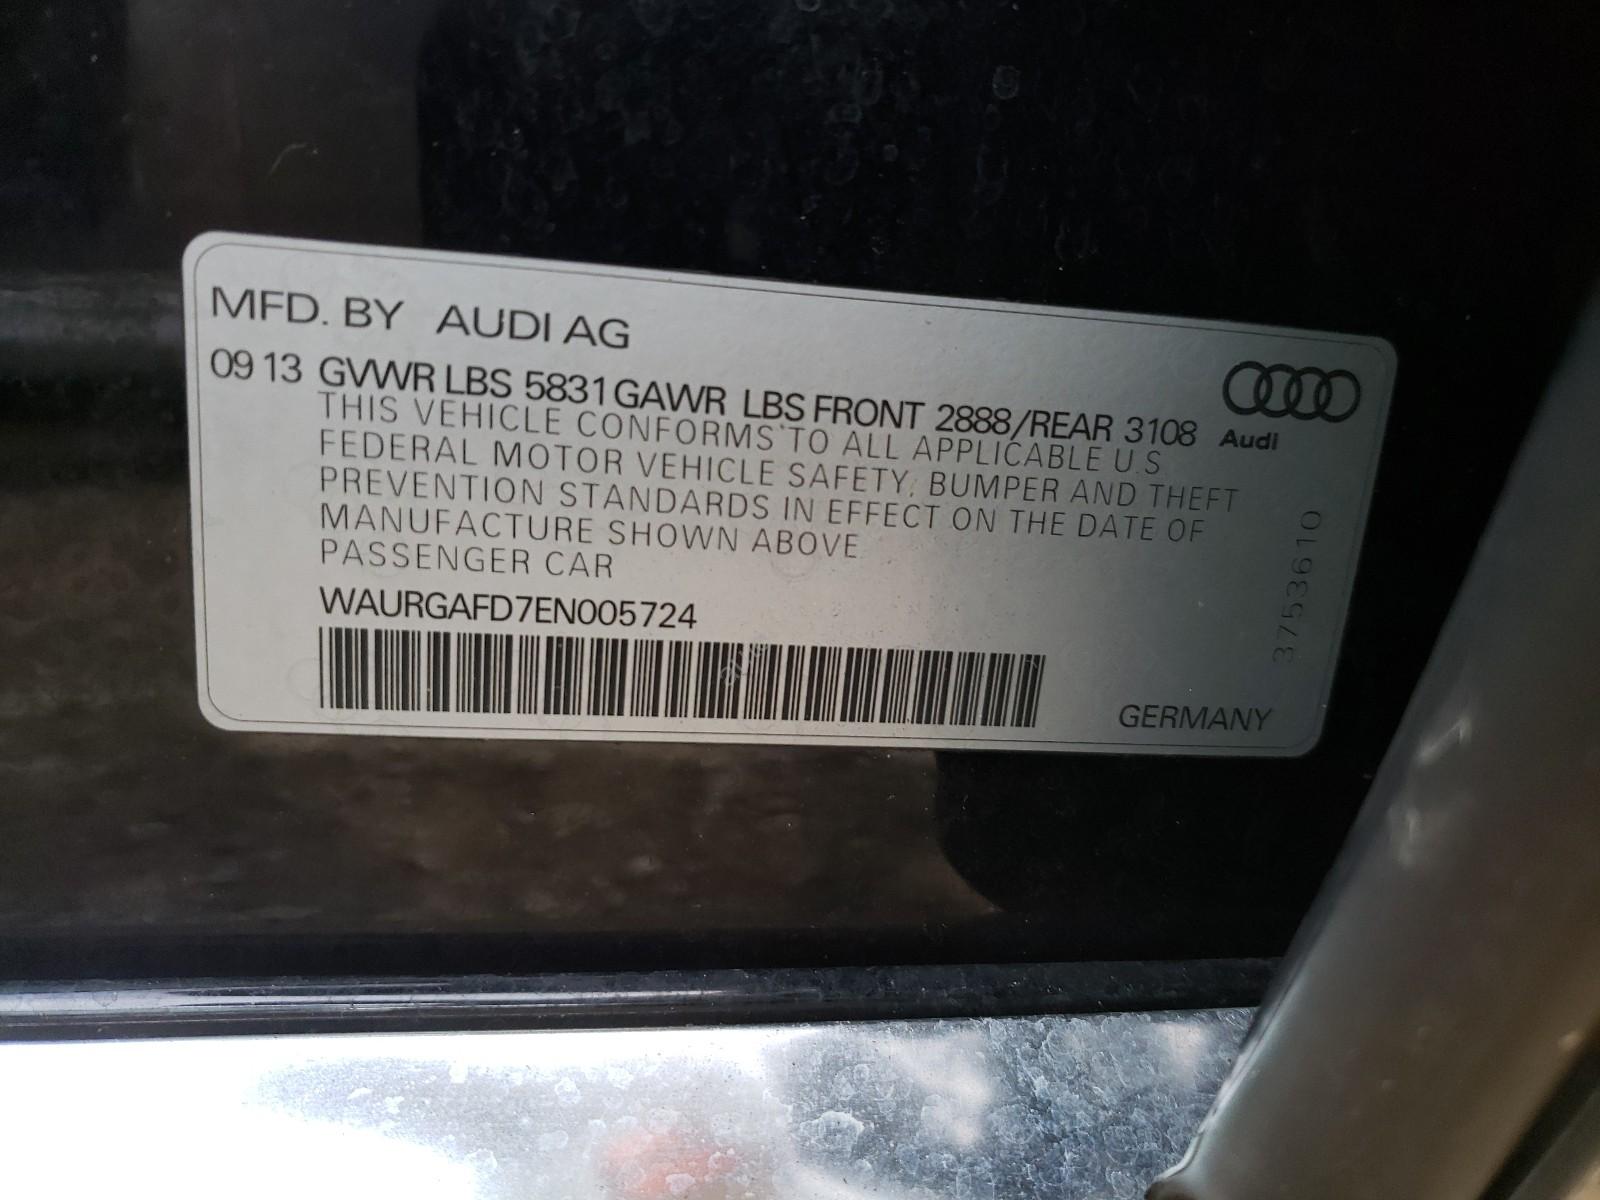 MFD. BY AUDI AG
09 13 GVWR LBS 5831 GAWR LBS FRONT 2888/REAR 3108
Audi
THIS VEHICLE CONFORMS TO ALL APPLICABLE U.S
FEDERAL MOTOR VEHICLE SAFETY, BUMPER AND THEFT
PREVENTION STANDARDS IN EFFECT ON THE DATE OF
MANUFACTURE SHOWN ABOVE
PASSENGER CAR
WAURGAFD7EN005724
GERMANY
3753610